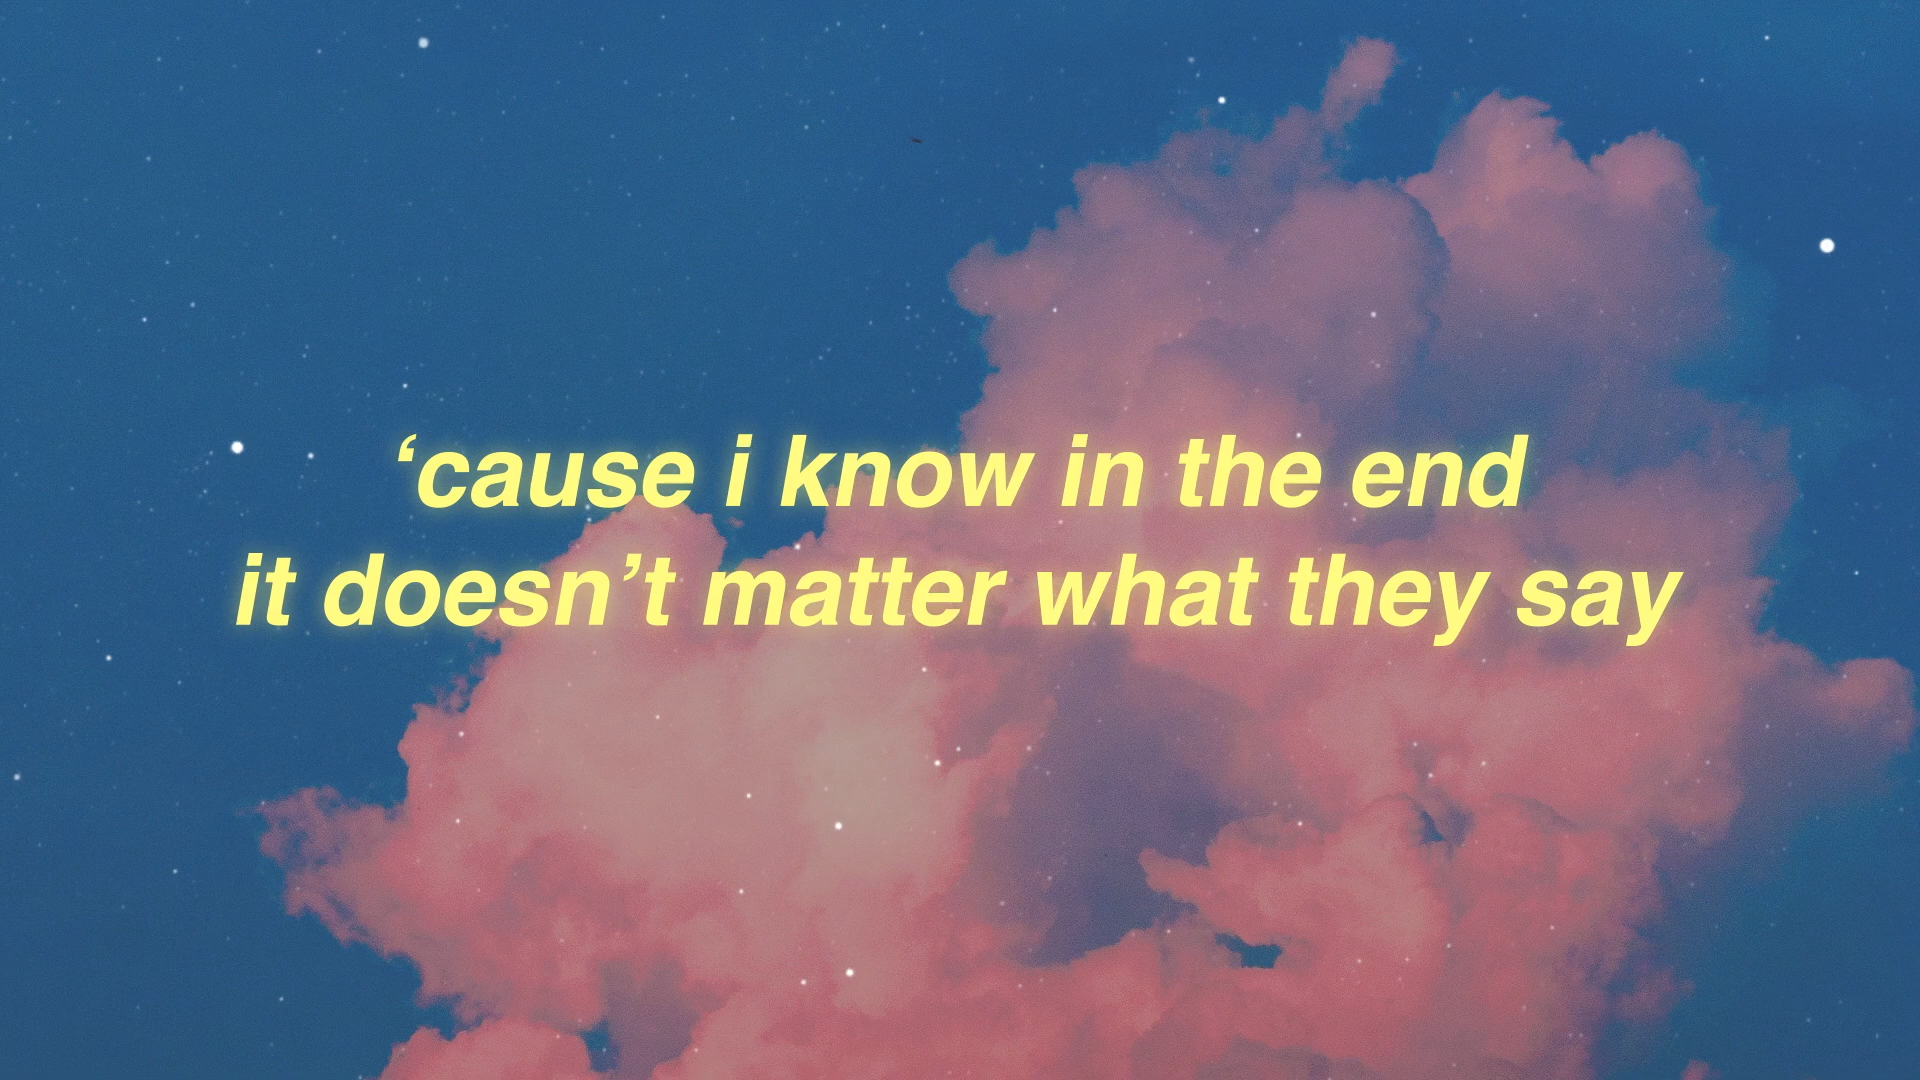 ‘cause i know in the end
it doesn’t matter what they say